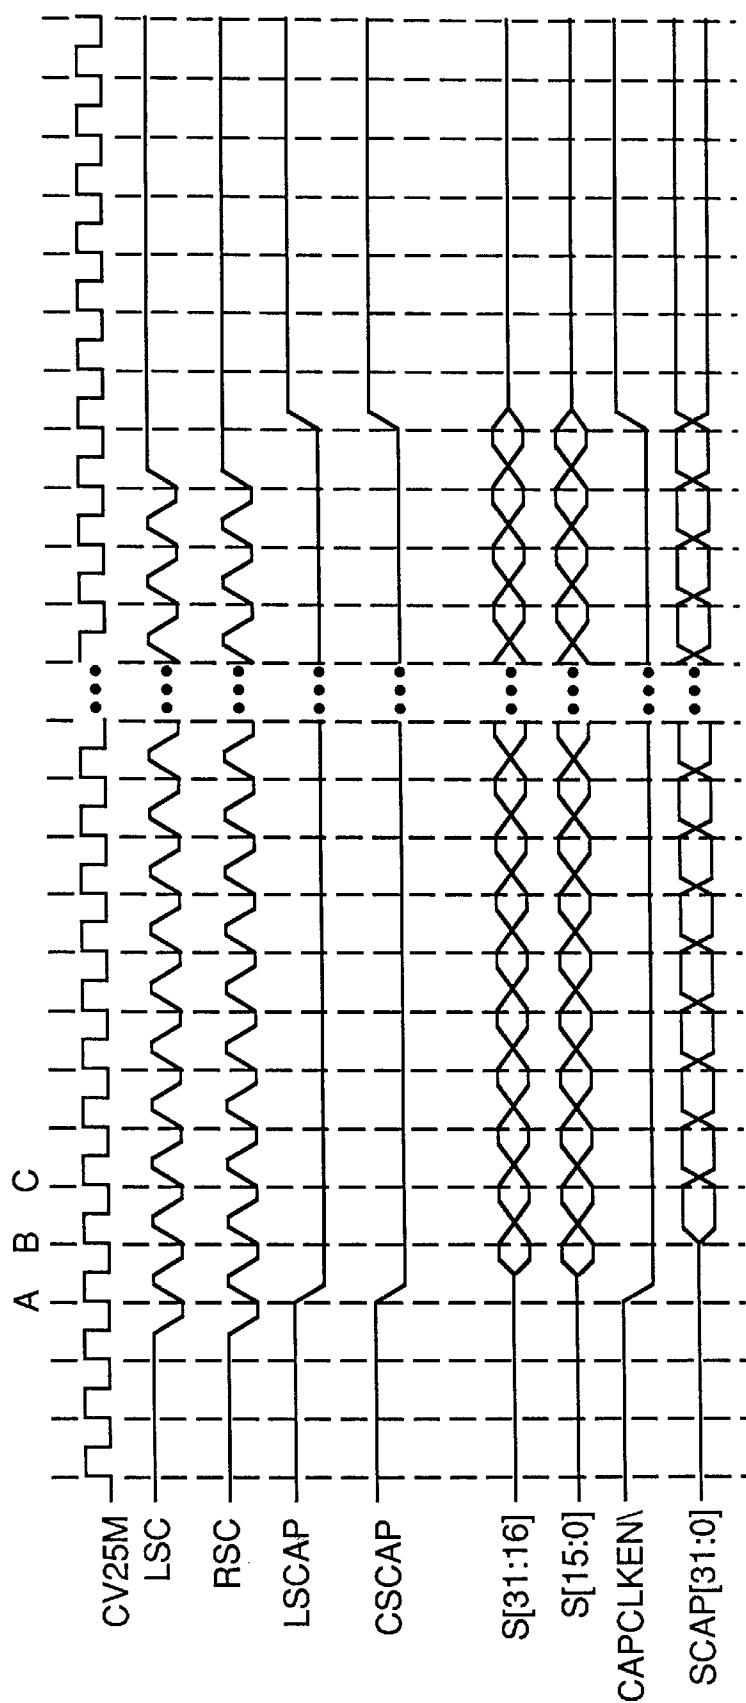 A
B
C
CV25M
LSC
RSC
LSCAP
CSCAP
S[31:16]
S[15:0]
CAPCLKEN\
SCAP[31:0]